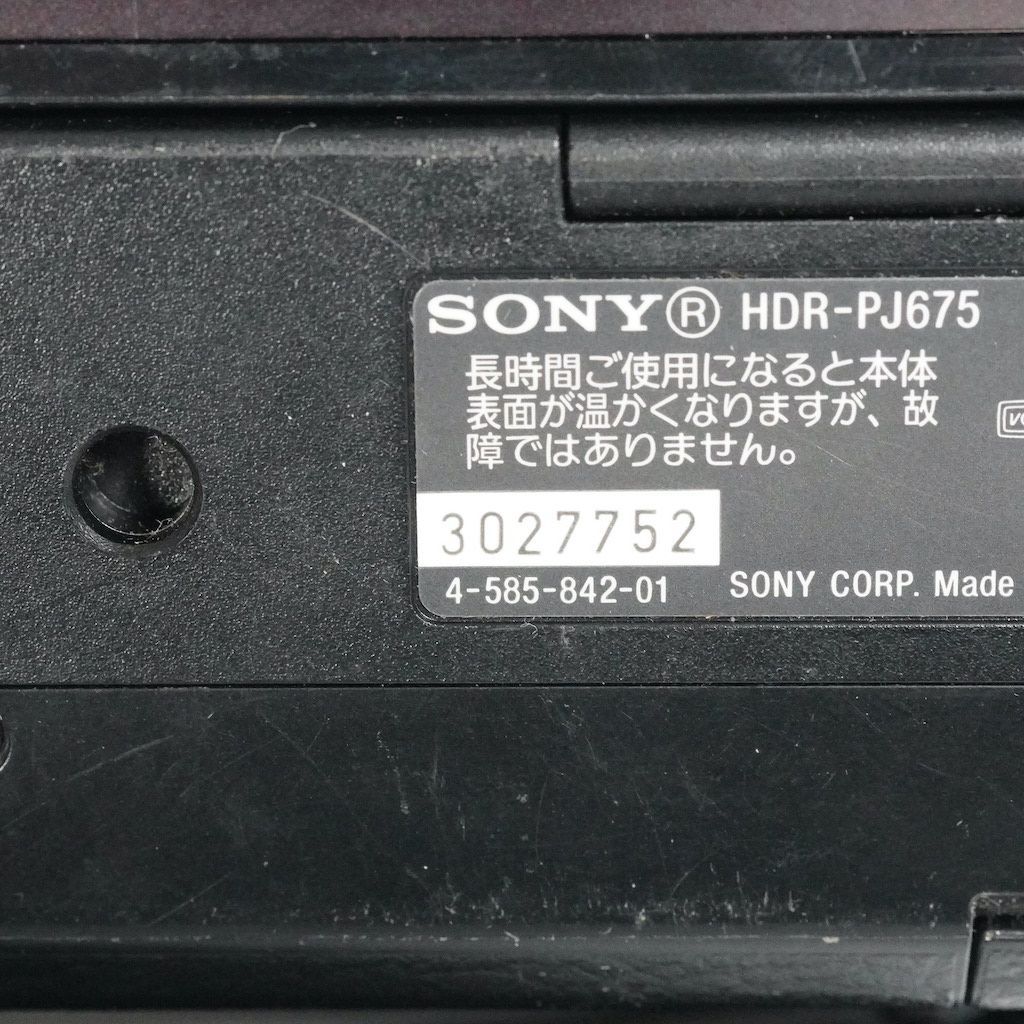 SONY® HDR-PJ675
長時間ご使用になると本体
表面が温かくなりますが、故
障ではありません。
3027752
4-585-842-01 SONY CORP. Made